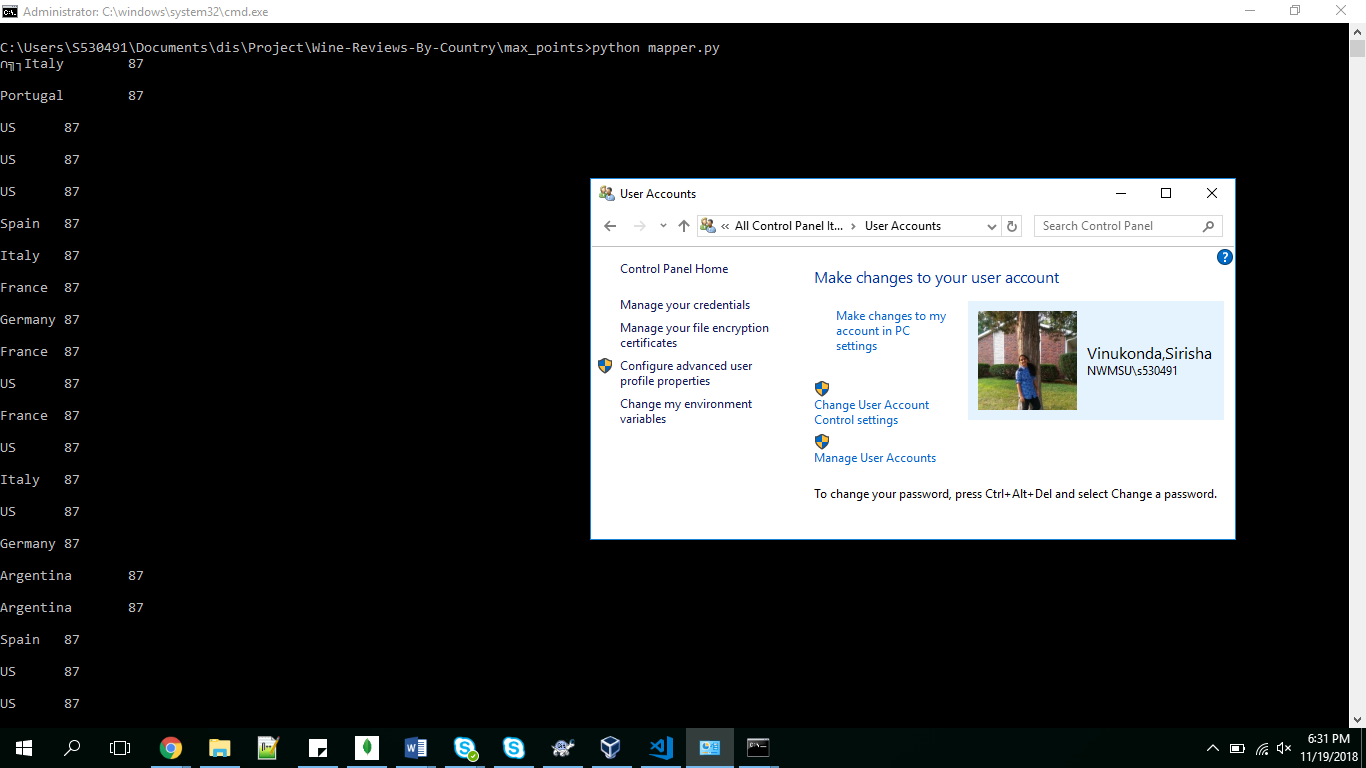 Administrator: C:\windows\system32\cmd.exe
C:\Users\S530491\Documents\dis\Project\Wine-Reviews-By-Country\max_points>python mapper.py
∩╗┐Italy 87
Portugal 87
US 87
US 87
US 87
Spain 87
Italy 87
France 87
Germany 87
France 87
US 87
France 87
US 87
Italy 87
US 87
Germany 87
Argentina 87
Argentina 87
Spain 87
US 87
US 87
User Accounts
« All Control Panel It... › User Accounts
Search Control Panel
Control Panel Home
Manage your credentials
Manage your file encryption
certificates
Configure advanced user
profile properties
Change my environment
variables
Make changes to your user account
Make changes to my
account in PC
settings
Change User Account
Control settings
Manage User Accounts
Vinukonda,Sirisha
NWMSU\s530491
To change your password, press Ctrl+Alt+Del and select Change a password.
6:31 PM
11/19/2018